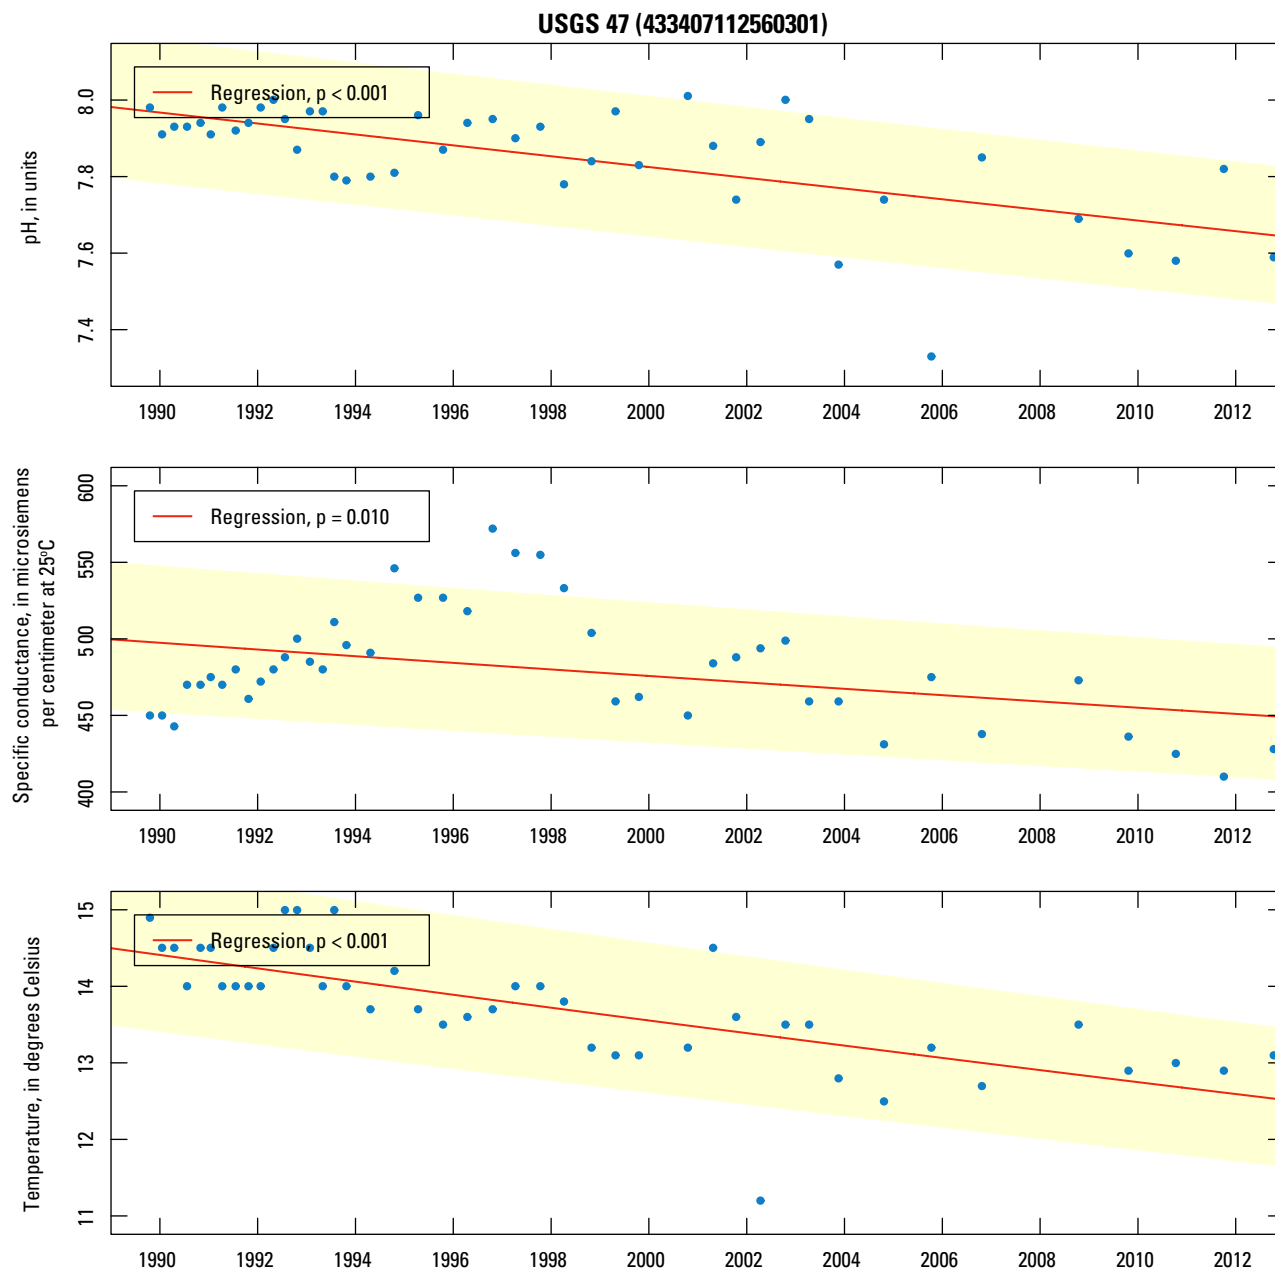 USGS 47 (433407112560301)
pH, in units
8.0
7.8
7.6
7.4
Regression, p < 0.001
1990 1992 1994 1996 1998 2000 2002 2004 2006 2008 2010 2012
Specific conductance, in microsiemens
per centimeter at 25ºC
600
550
500
450
400
Regression, p = 0.010
1990 1992 1994 1996 1998 2000 2002 2004 2006 2008 2010 2012
Temperature, in degrees Celsius
15
14
13
12
11
Regression, p < 0.001
1990 1992 1994 1996 1998 2000 2002 2004 2006 2008 2010 2012